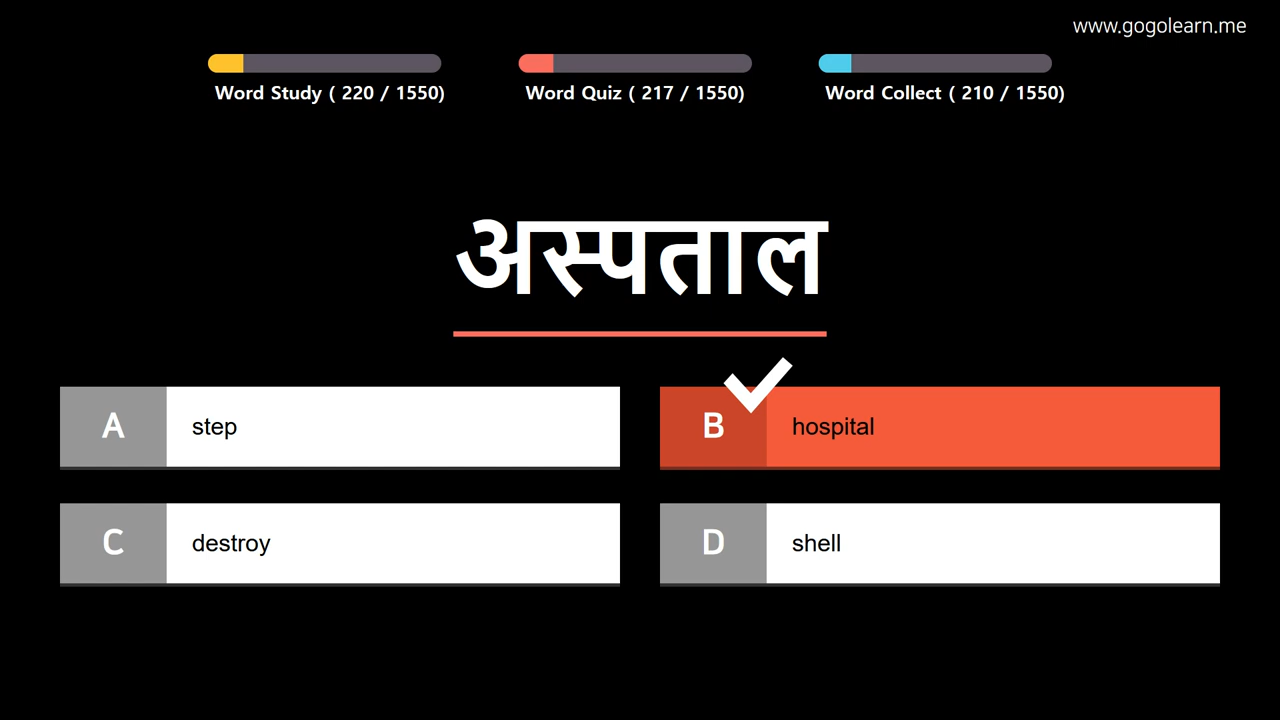 www.gogolearn.me
Word Study ( 220 / 1550)
Word Quiz ( 217 / 1550)
Word Collect ( 210 / 1550)
अस्पताल
A step
B hospital
C destroy
D shell